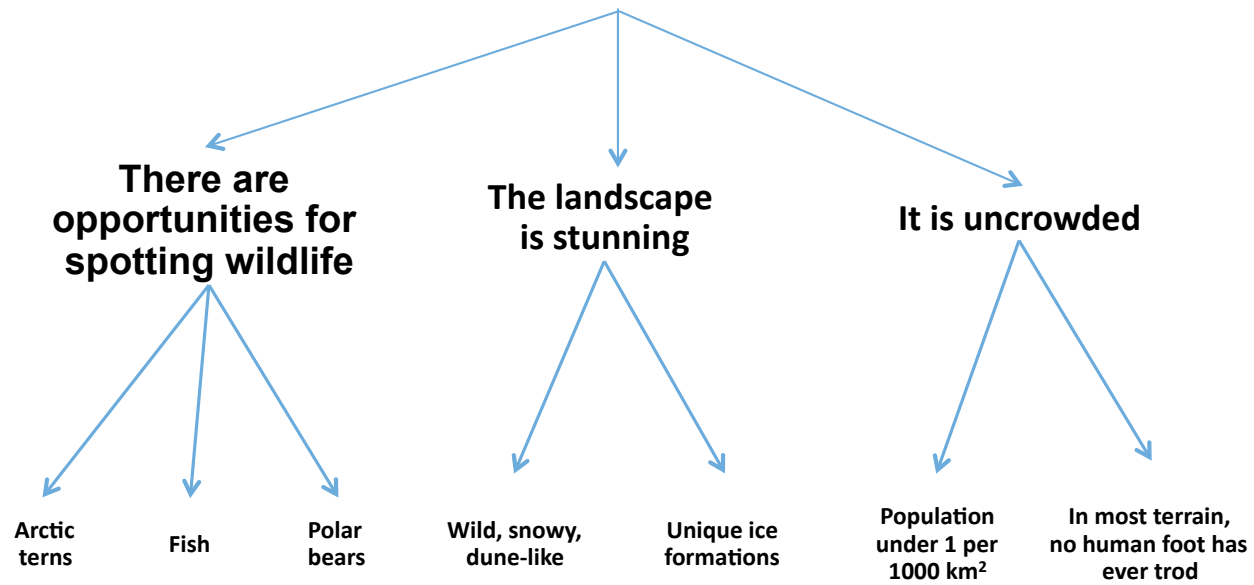 There are
opportunities for
spotting wildlife
The landscape
is stunning
It is uncrowded
Arctic
terns
Fish
Polar
bears
Wild, snowy,
dune-like
Unique ice
formations
Population
under 1 per
1000 km²
In most terrain,
no human foot has
ever trod